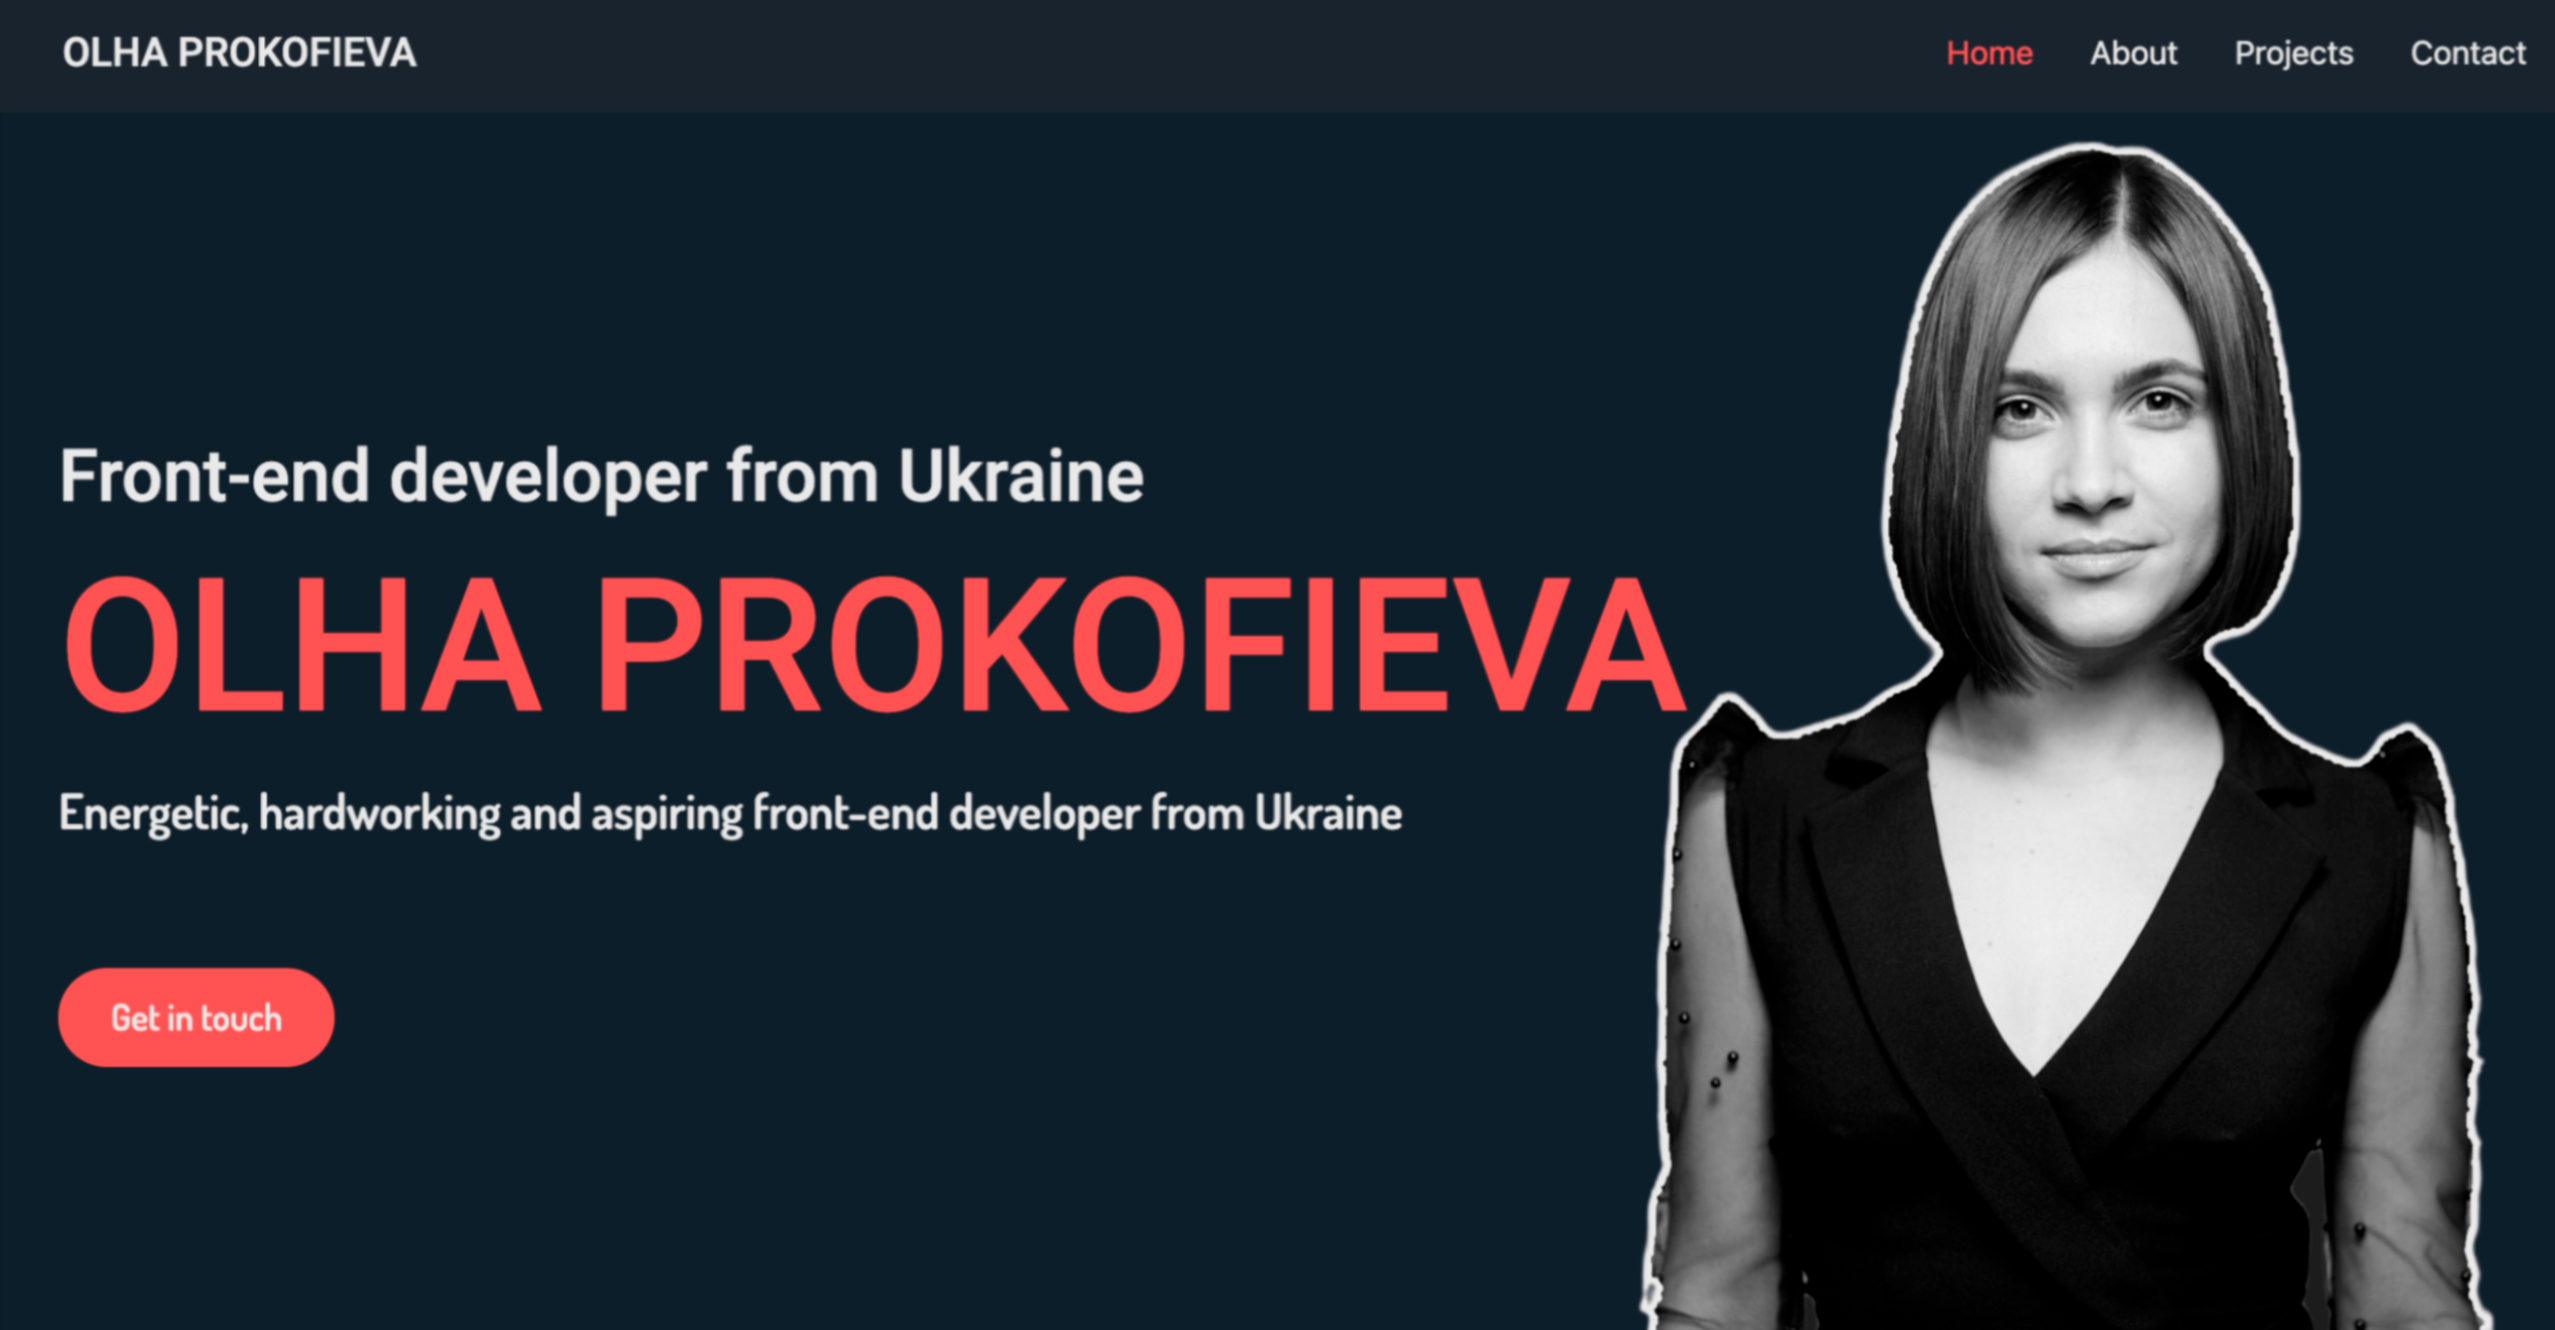 OLHA PROKOFIEVA
Home About Projects Contact
Front-end developer from Ukraine
OLHA PROKOFIEVA
Energetic, hardworking and aspiring front-end developer from Ukraine
Get in touch